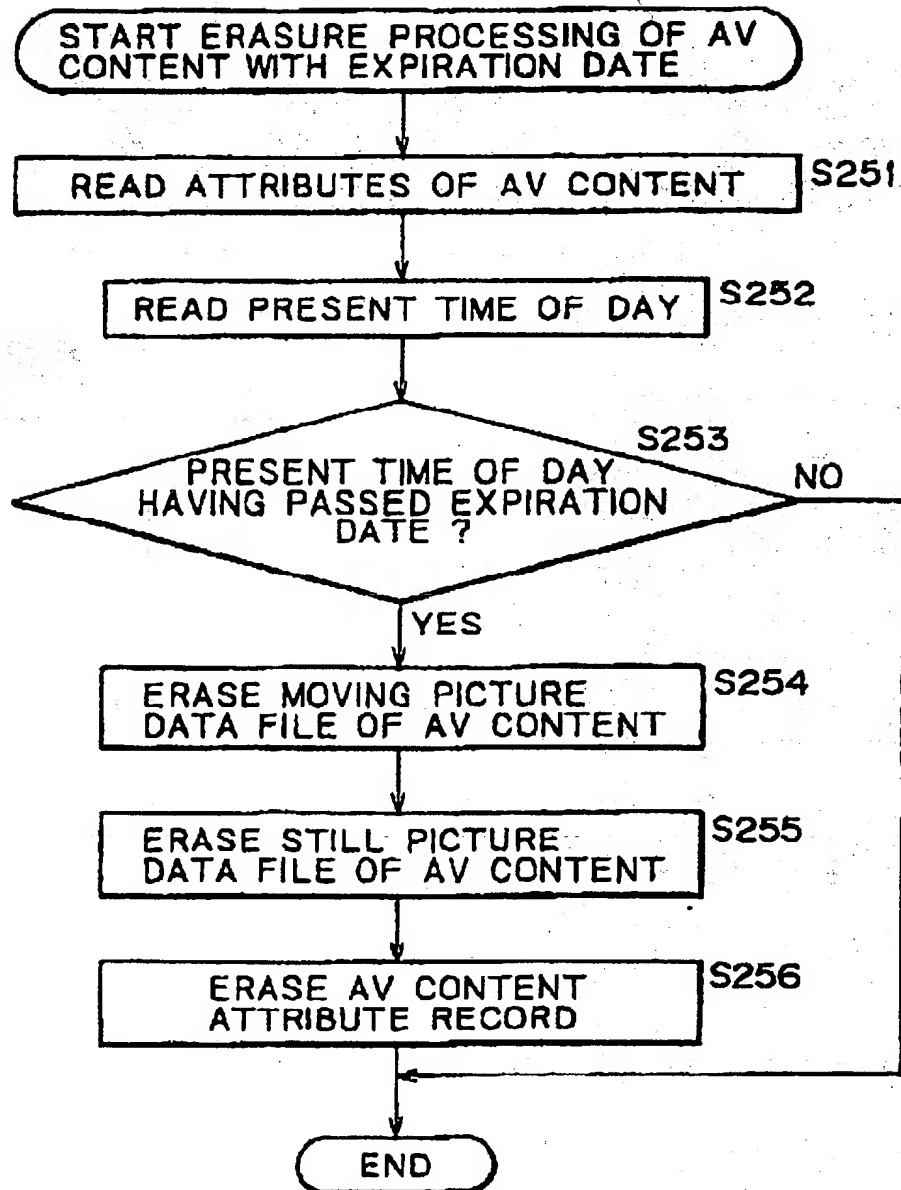 START ERASURE PROCESSING OF AV
CONTENT WITH EXPIRATION DATE
READ ATTRIBUTES OF AV CONTENT
S251
READ PRESENT TIME OF DAY
S252
S253
PRESENT TIME OF DAY
HAVING PASSED EXPIRATION
DATE ?
NO
YES
ERASE MOVING PICTURE
DATA FILE OF AV CONTENT
S254
ERASE STILL PICTURE
DATA FILE OF AV CONTENT
S255
ERASE AV CONTENT
ATTRIBUTE RECORD
S256
END